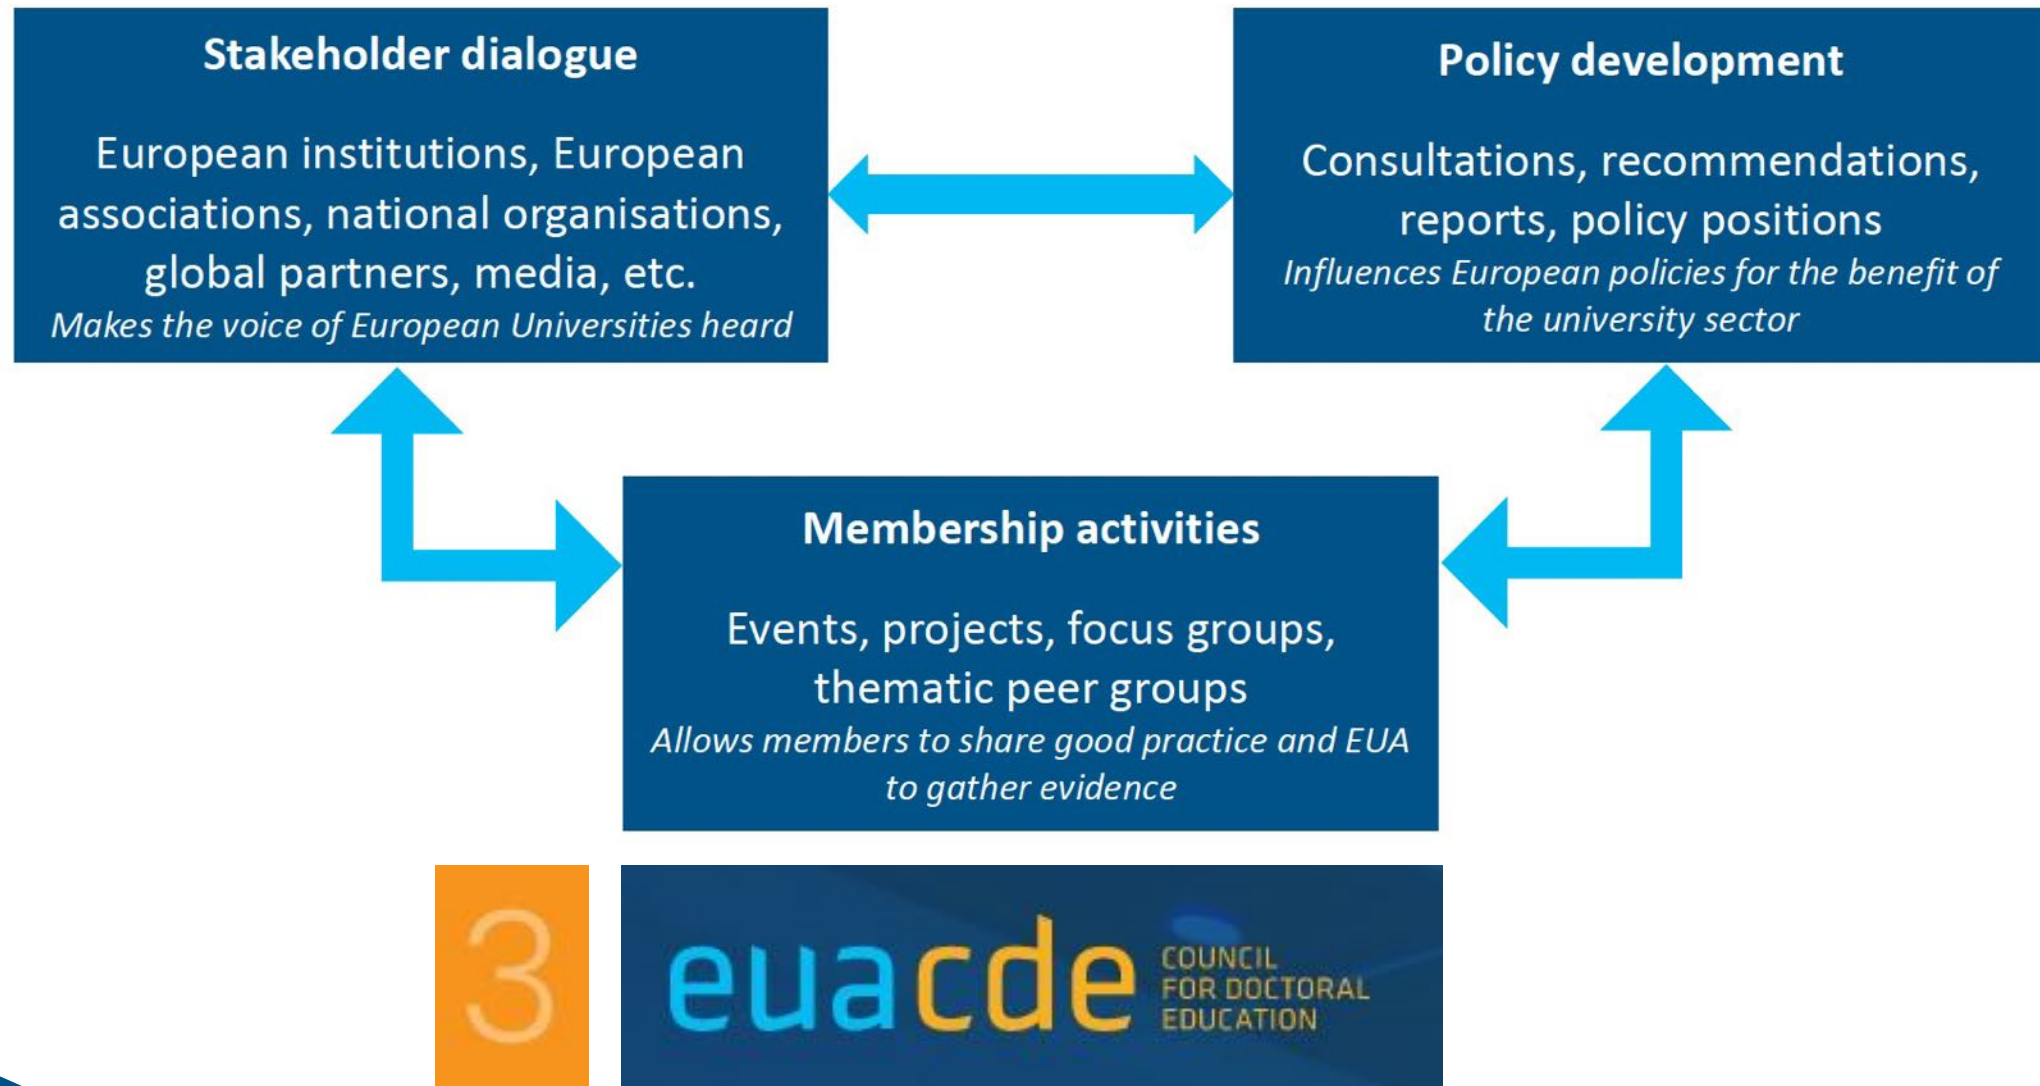 Stakeholder dialogue
European institutions, European
associations, national organisations,
global partners, media, etc.
Makes the voice of European Universities heard
Policy development
Consultations, recommendations,
reports, policy positions
Influences European policies for the benefit of
the university sector
Membership activities
Events, projects, focus groups,
thematic peer groups
Allows members to share good practice and EUA
to gather evidence
3
euacde
COUNCIL
FOR DOCTORAL
EDUCATION